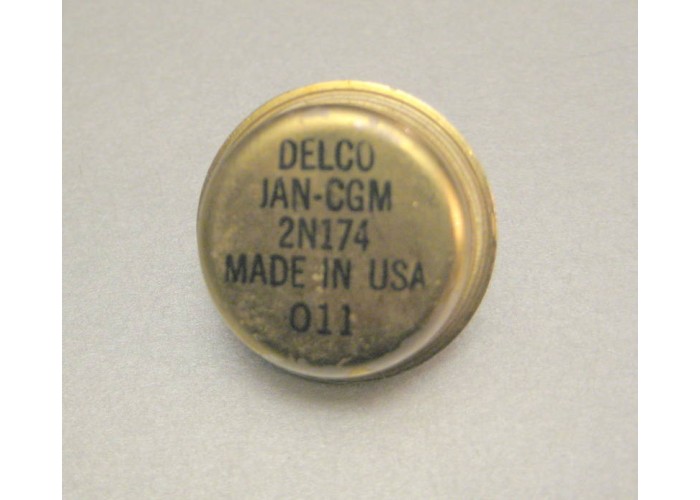 DELCO
JAN-CGM
2N174
MADE IN USA
011